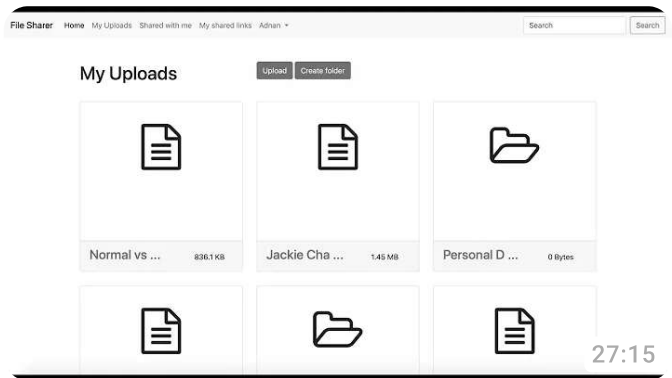 File Sharer Home My Uploads Shared with me My shared links Adnan Search Search
My Uploads Upload Create folder
Normal vs ... 836.1 KB Jackie Cha ... 1.45 MB Personal D ... 0 Bytes
27:15